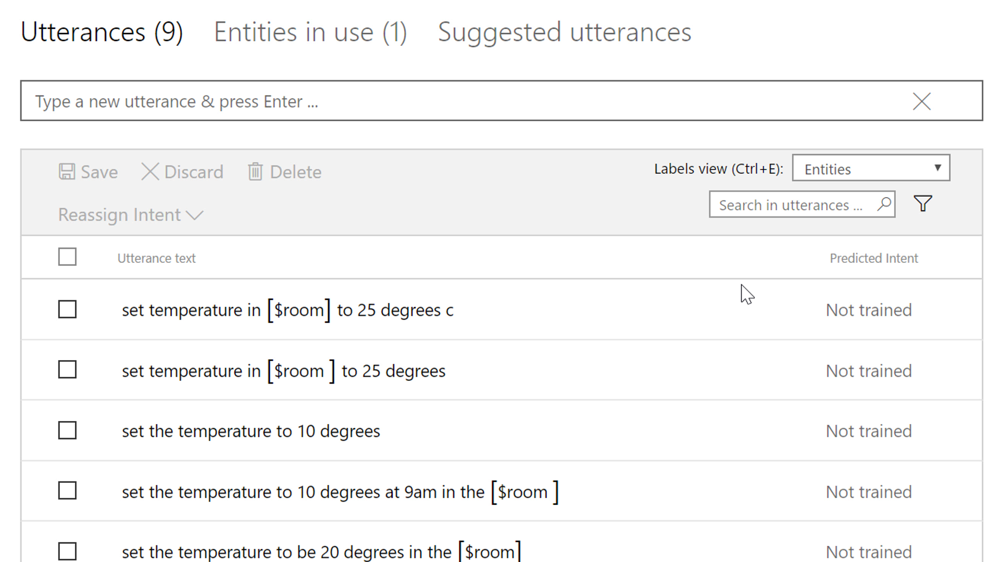 Utterances (9) Entities in use (1) Suggested utterances
Type a new utterance & press Enter ...
Save Discard Delete Labels view (Ctrl+E): Entities
Reassign Intent Search in utterances ...
Utterance text Predicted Intent
set temperature in [$room] to 25 degrees c Not trained
set temperature in [$room ] to 25 degrees Not trained
set the temperature to 10 degrees Not trained
set the temperature to 10 degrees at 9am in the [$room ] Not trained
set the temperature to be 20 degrees in the [$room] Not trained